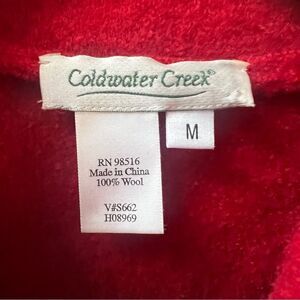 Coldwater Creek®
M
RN 98516
Made in China
100% Wool
V#S662
H08969